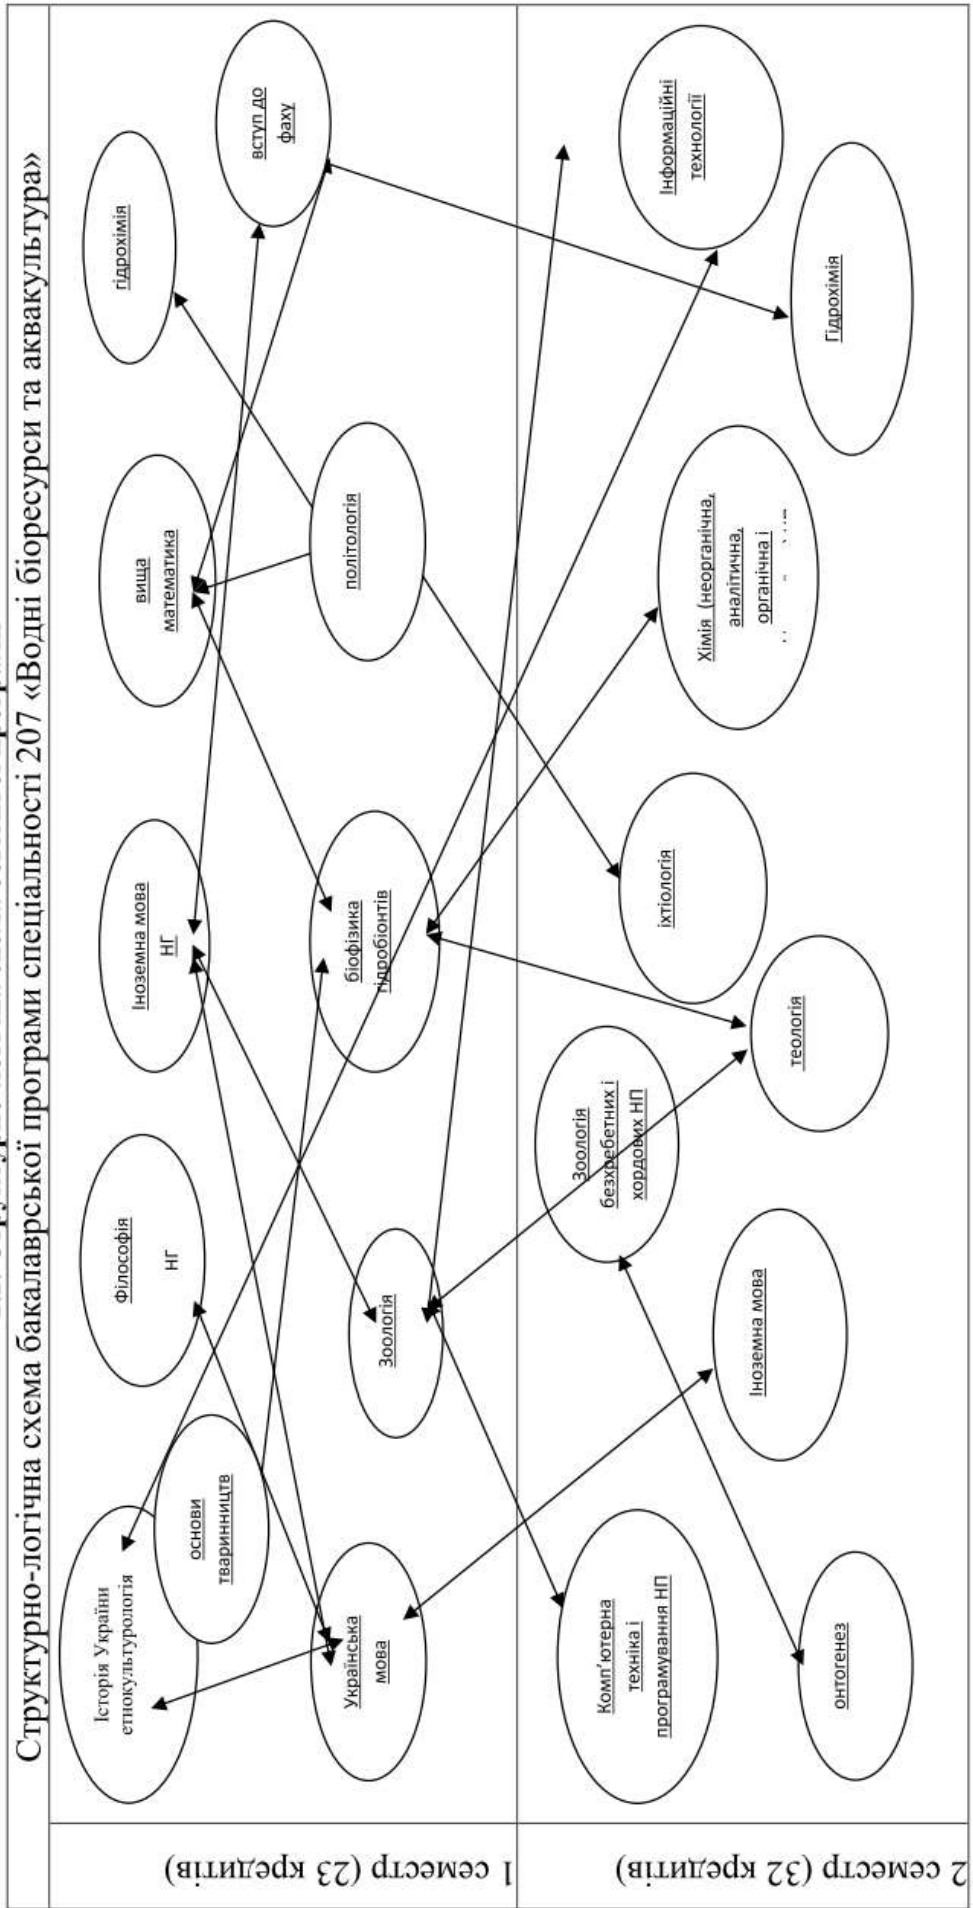 Структурно-логічна схема бакалаврської програми спеціальності 207 «Водні біоресурси та аквакультура»
1 семестр (23 кредитів)
Історія України
етнокультурологія
основи
тваринництв
Філософія
НГ
Іноземна мова
НГ
вища
математика
гідрохімія
вступ до
фаху
Українська
мова
Зоологія
біофізика
гідробіонтів
політологія
2 семестр (32 кредитів)
Комп'ютерна
техніка і
програмування НП
Зоологія
безхребетних і
хордових НП
іхтіологія
Хімія (неорганічна,
аналітична,
органічна і
Інформаційні
технології
онтогенез
Іноземна мова
теологія
Гідрохімія